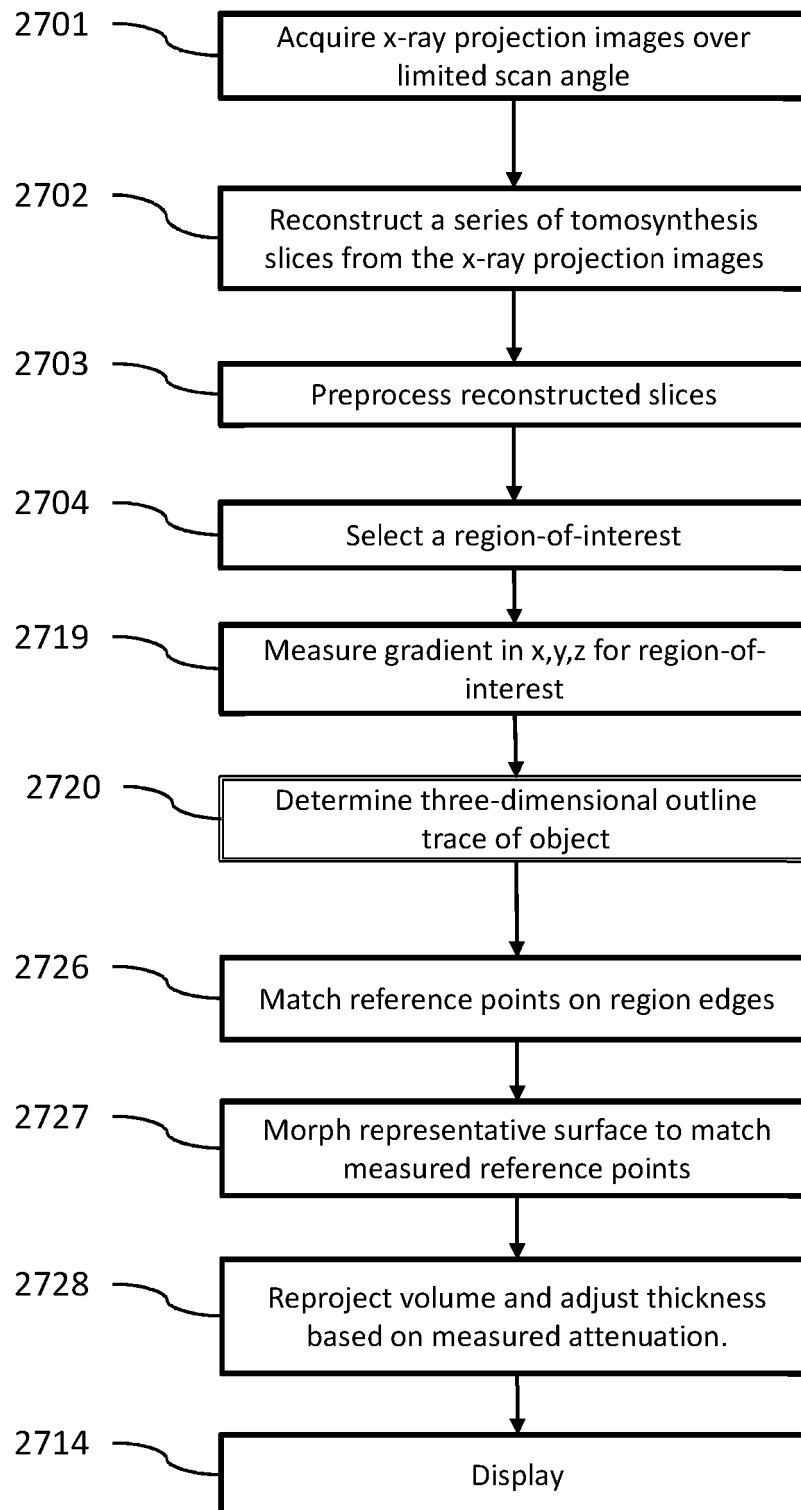 2701
Acquire x-ray projection images over
limited scan angle
2702
Reconstruct a series of tomosynthesis
slices from the x-ray projection images
2703
Preprocess reconstructed slices
2704
Select a region-of-interest
2719
Measure gradient in x,y,z for region-of-
interest
2720
Determine three-dimensional outline
trace of object
2726
Match reference points on region edges
2727
Morph representative surface to match
measured reference points
2728
Reproject volume and adjust thickness
based on measured attenuation.
2714
Display